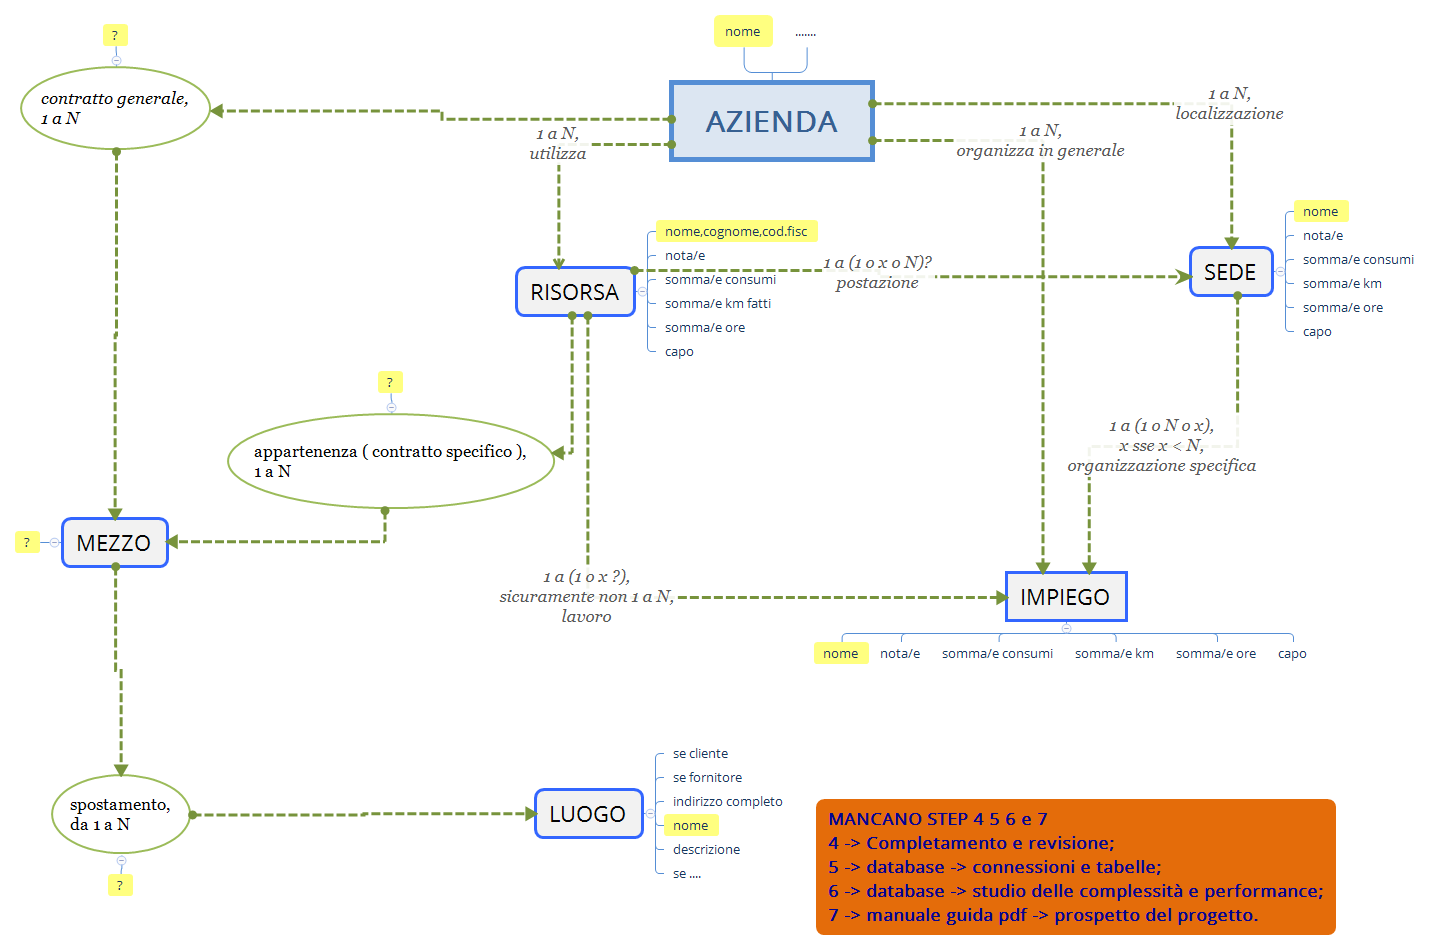 nome
.......
?
contratto generale,
1 a N
AZIENDA
1 a N,
localizzazione
1 a N,
utilizza
1 a N,
organizza in generale
nome,cognome,cod.fisc
nota/e
somma/e consumi
somma/e km fatti
somma/e ore
capo
RISORSA
1 a (1 o x o N)?
postazione
SEDE
nome
nota/e
somma/e consumi
somma/e km
somma/e ore
capo
?
appartenenza ( contratto specifico ),
1 a N
1 a (1 o N o x),
x sse x < N,
organizzazione specifica
?
MEZZO
1 a (1 o x ?),
sicuramente non 1 a N,
lavoro
IMPIEGO
nome
nota/e
somma/e consumi
somma/e km
somma/e ore
capo
spostamento,
da 1 a N
?
LUOGO
se cliente
se fornitore
indirizzo completo
nome
descrizione
se ....
MANCANO STEP 4 5 6 e 7
4 -> Completamento e revisione;
5 -> database -> connessioni e tabelle;
6 -> database -> studio delle complessità e performance;
7 -> manuale guida pdf -> prospetto del progetto.